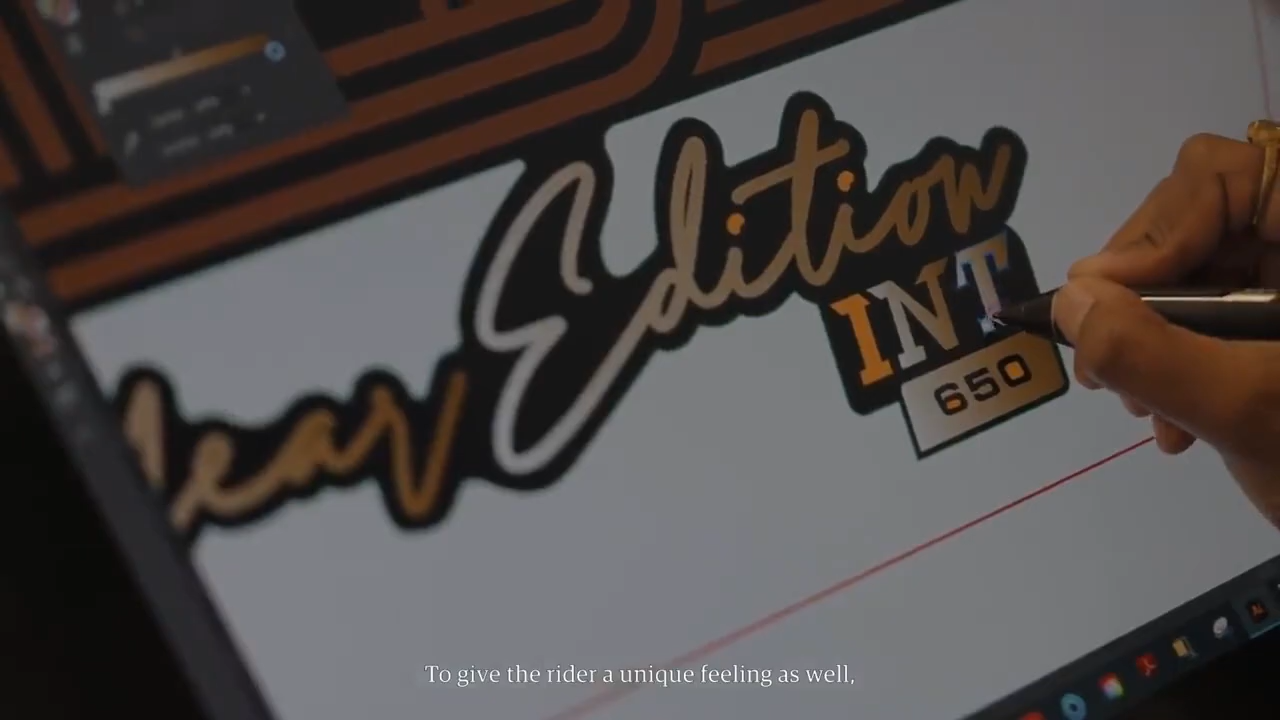 Edition
INT
650
To give the rider a unique feeling as well,